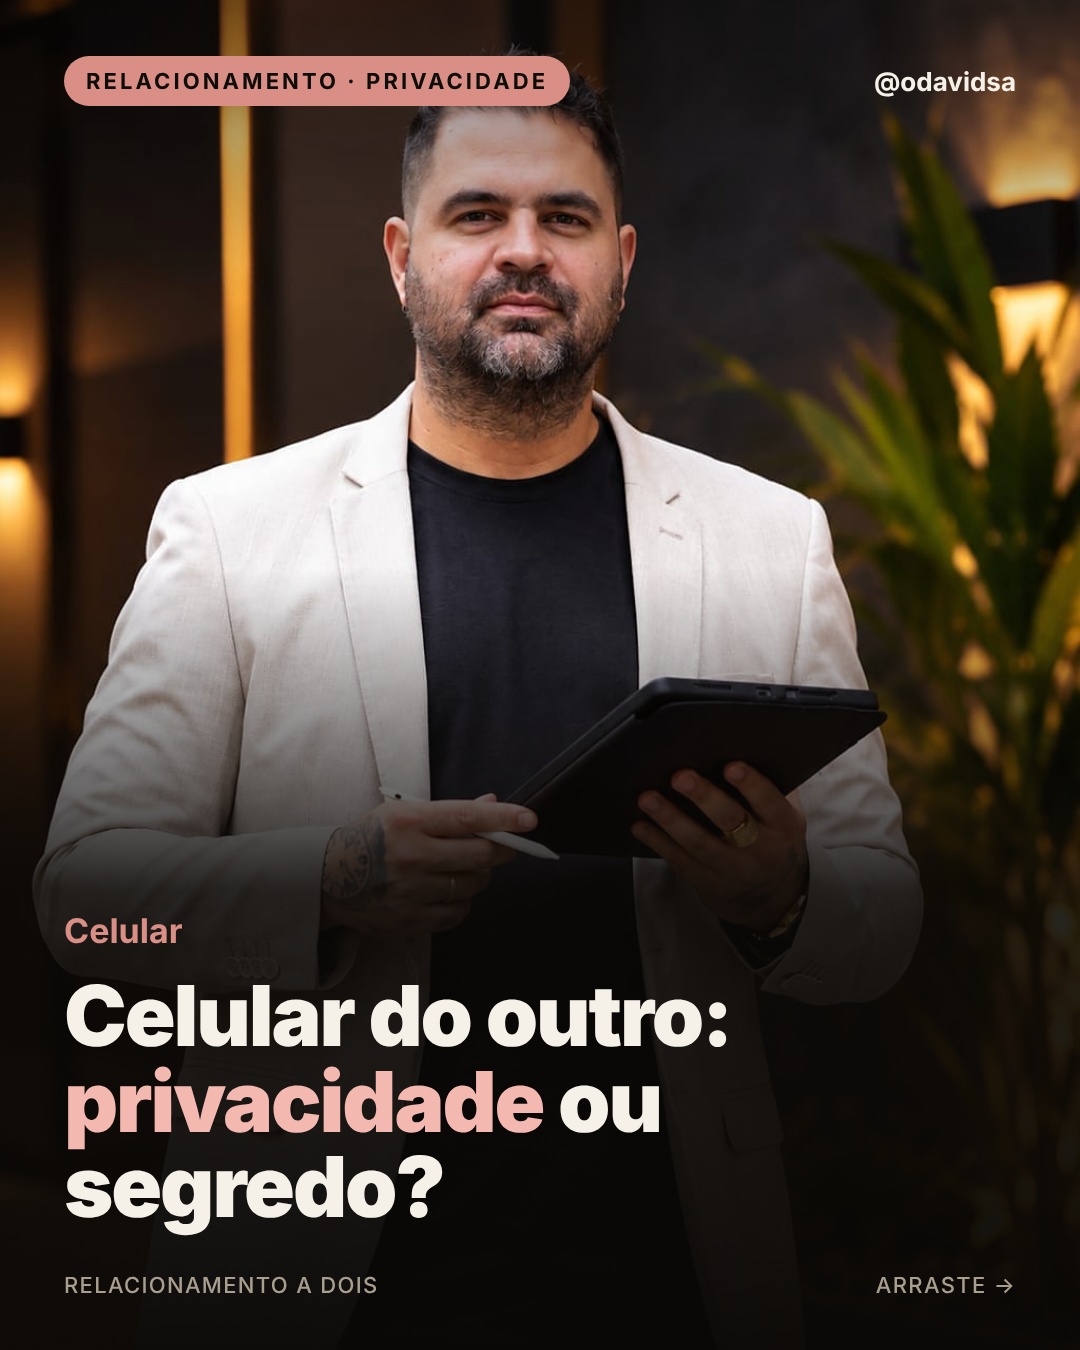 RELACIONAMENTO · PRIVACIDADE
@odavidsa
Celular
Celular do outro:
privacidade ou
segredo?
RELACIONAMENTO A DOIS
ARRASTE →